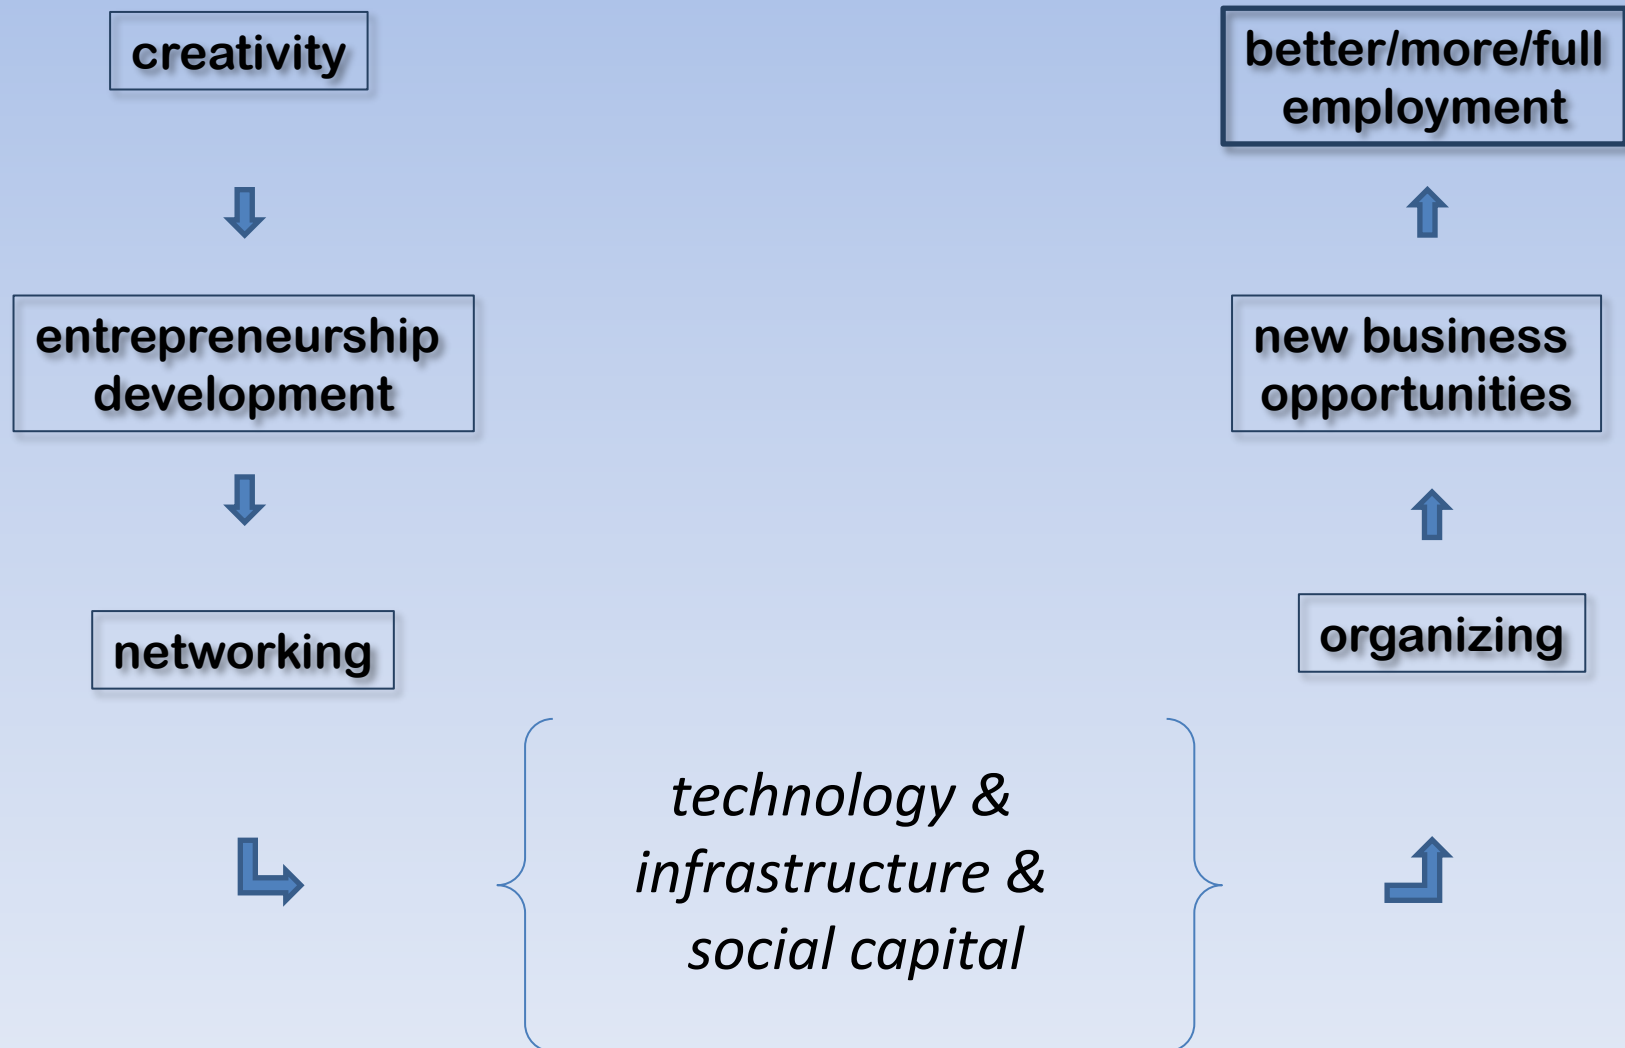 creativity
entrepreneurship
development
networking
technology &
infrastructure &
social capital
organizing
new business
opportunities
better/more/full
employment